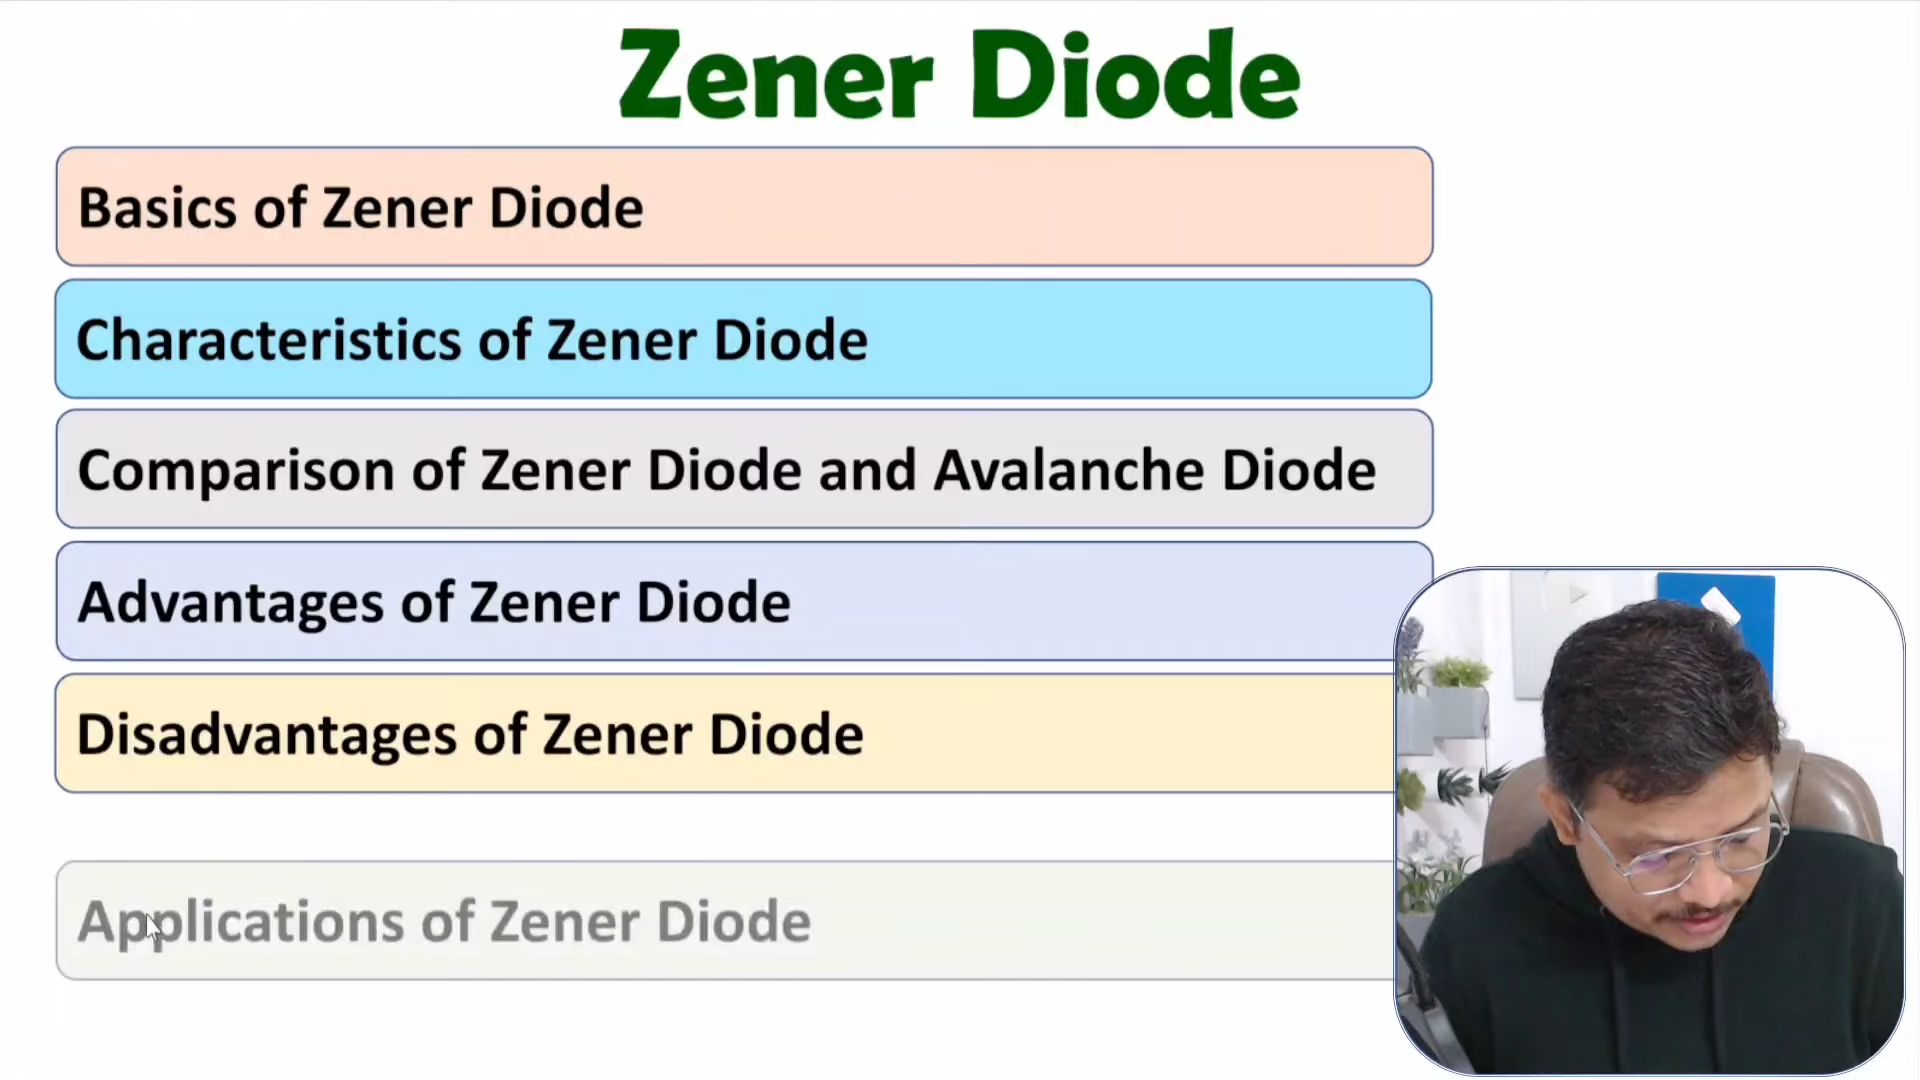 Zener Diode
Basics of Zener Diode
Characteristics of Zener Diode
Comparison of Zener Diode and Avalanche Diode
Advantages of Zener Diode
Disadvantages of Zener Diode
Applications of Zener Diode